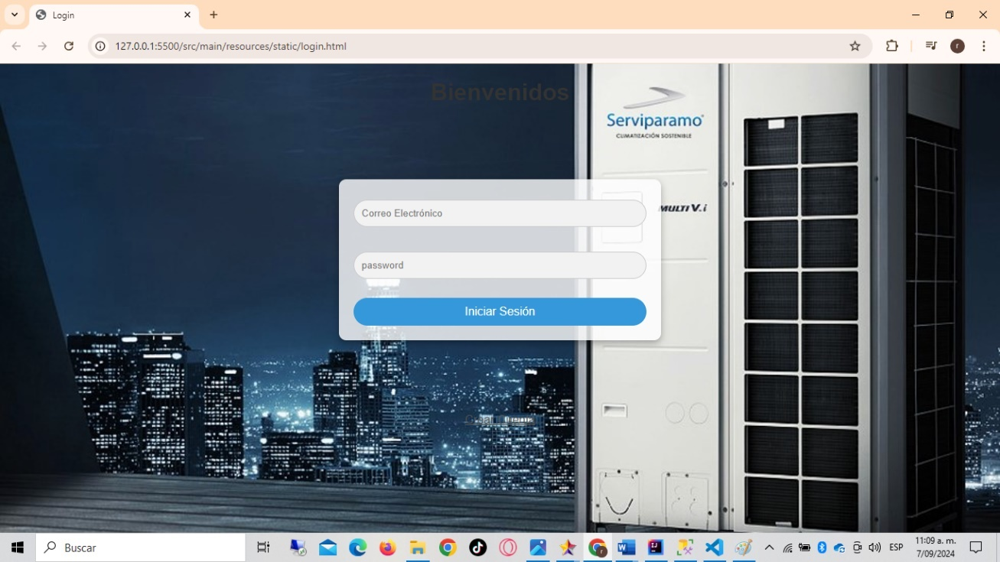 Login
127.0.0.1:5500/src/main/resources/static/login.html
r
Bienvenidos
Serviparamo
CLIMATIZACIÓN SOSTENIBLE
MULTI V.i
Correo Electrónico
password
Iniciar Sesión
Buscar
ESP
11:09 a. m.
7/09/2024